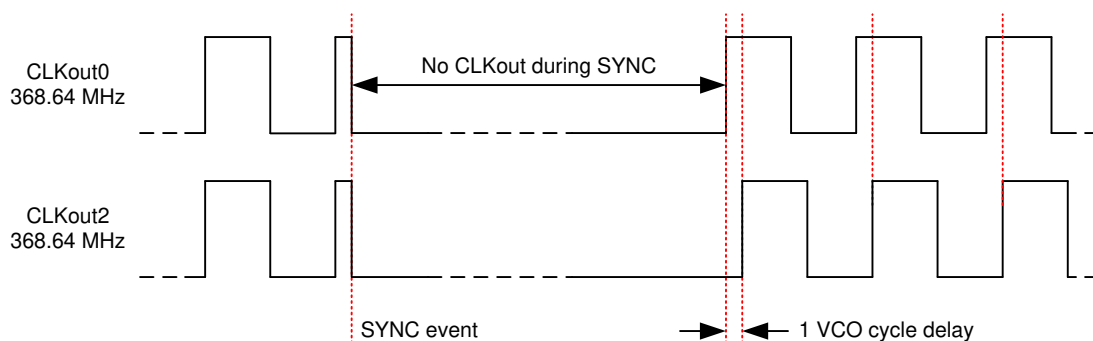 CLKout0
368.64 MHz
No CLKout during SYNC
CLKout2
368.64 MHz
SYNC event
1 VCO cycle delay